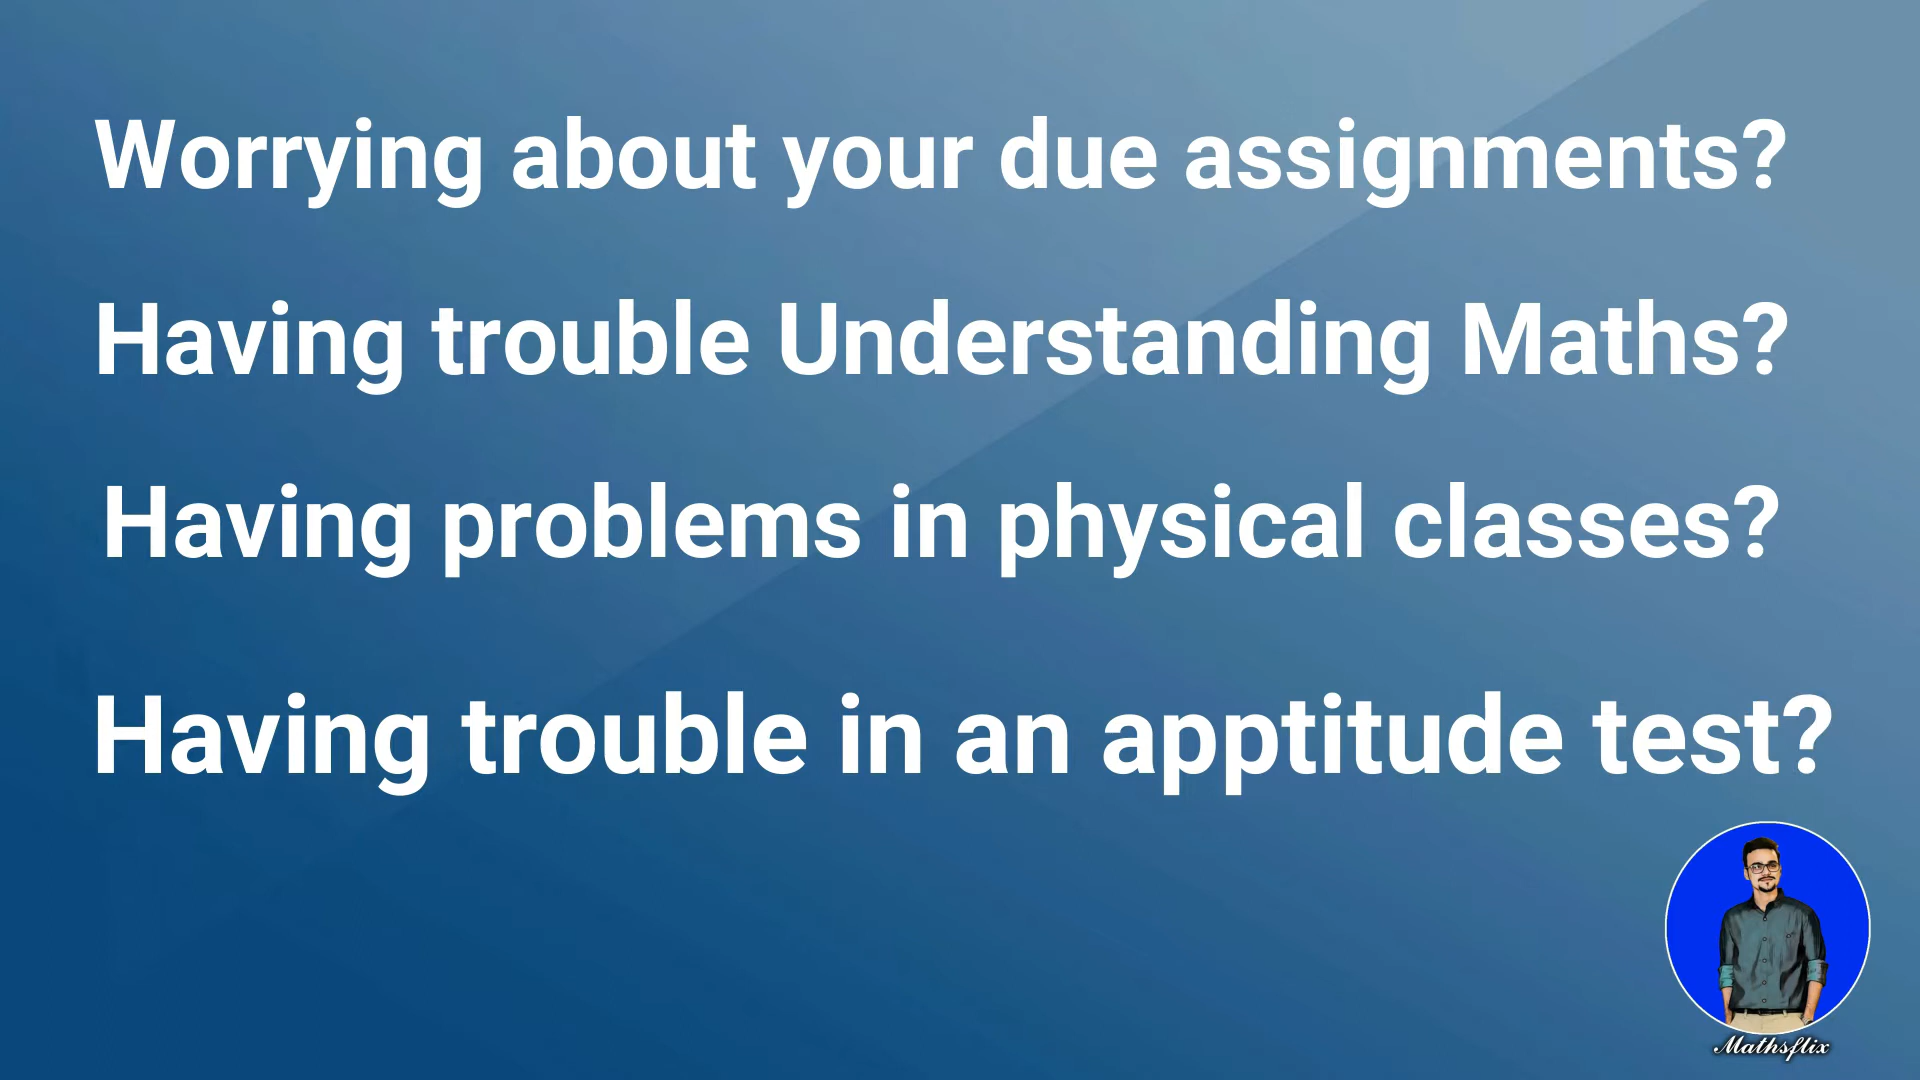 Worrying about your due assignments?
Having trouble Understanding Maths?
Having problems in physical classes?
Having trouble in an apptitude test?
Mathsflix